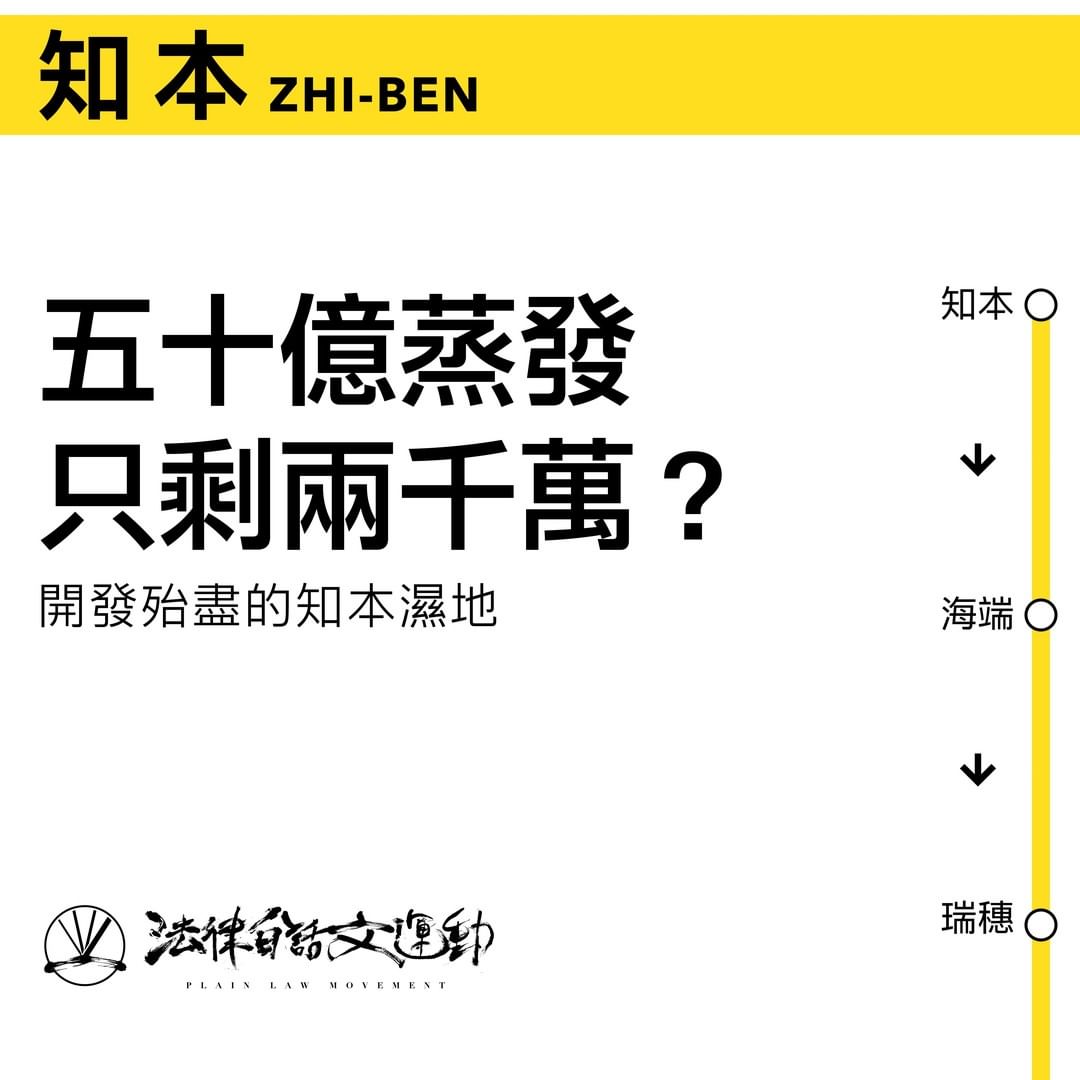 知本 ZHI-BEN
五十億蒸發
只剩兩千萬？
開發殆盡的知本濕地
知本
海端
瑞穗
法律白話文運動
PLAIN LAW MOVEMENT